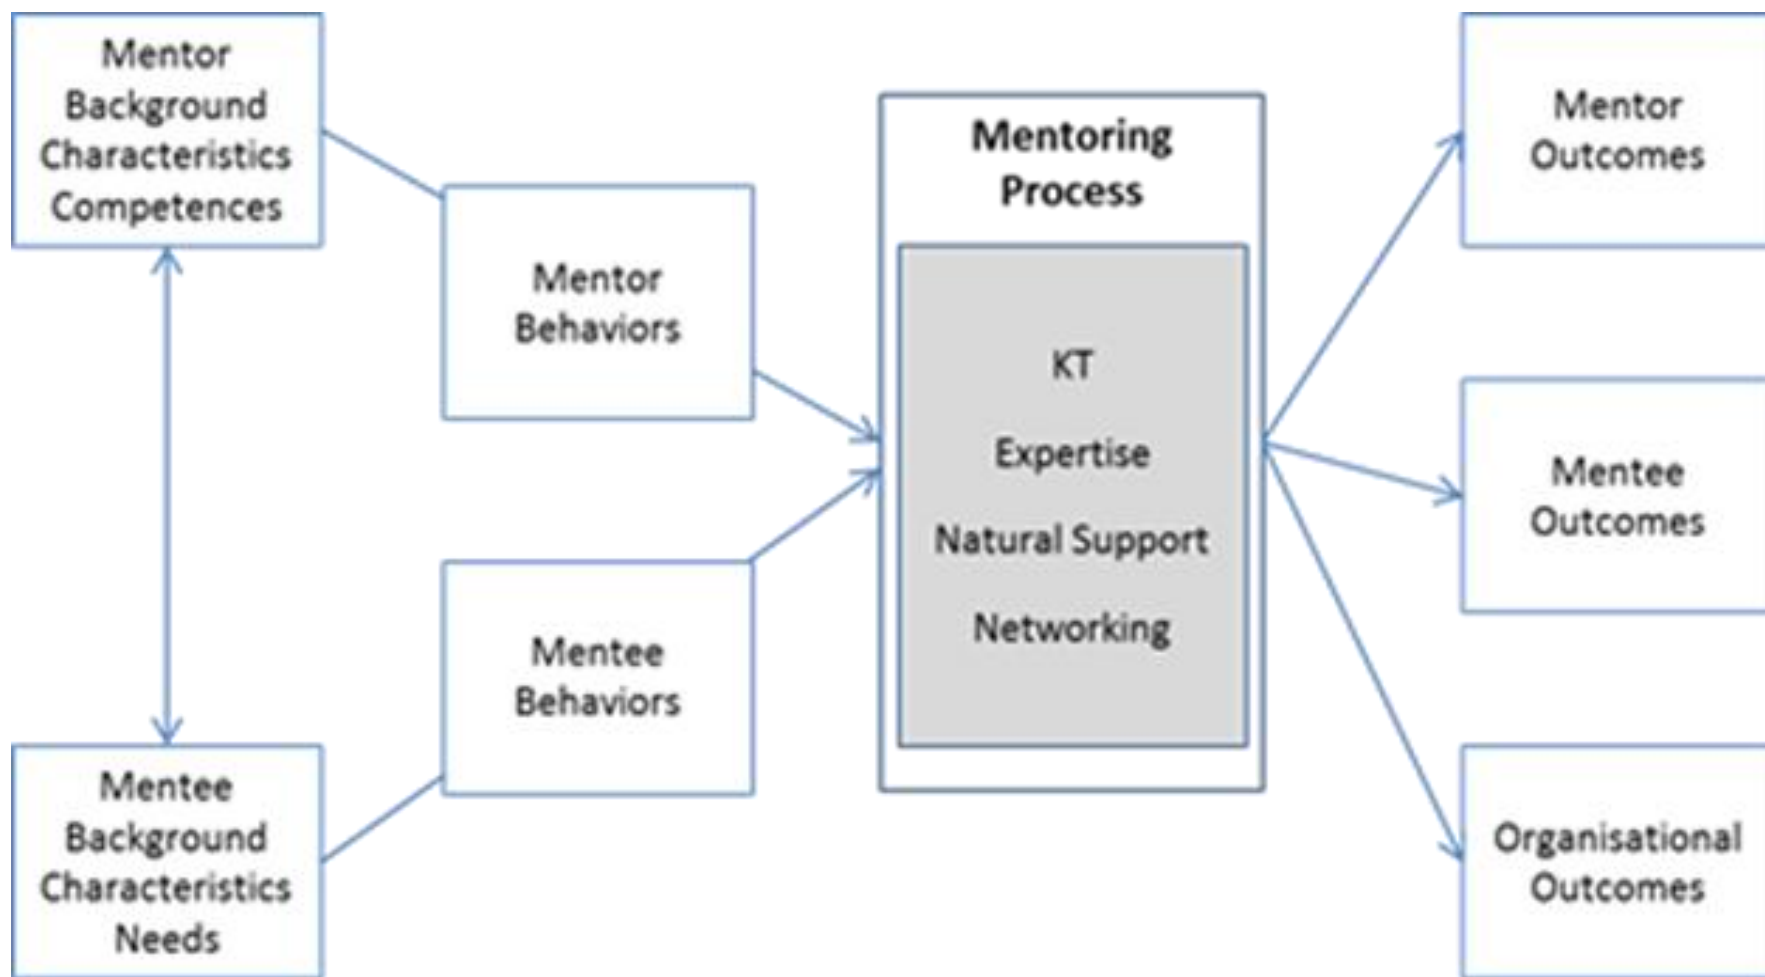 Mentor
Background
Characteristics
Competences
Mentor
Behaviors
Mentee
Behaviors
Mentee
Background
Characteristics
Needs
Mentoring
Process
KT
Expertise
Natural Support
Networking
Mentor
Outcomes
Mentee
Outcomes
Organisational
Outcomes